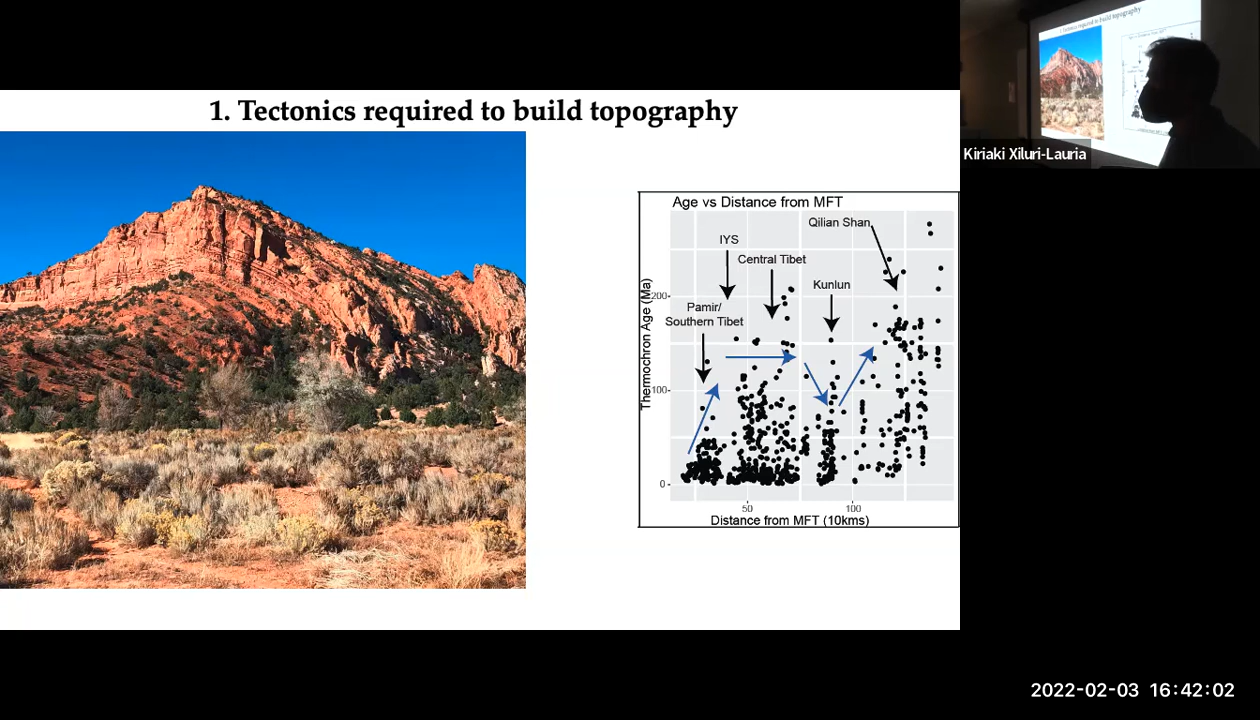 1. Tectonics required to build topography
Kiriaki Xiluri-Lauria
Age vs Distance from MFT
Qilian Shan
IYS
Central Tibet
Kunlun
Pamir/
Southern Tibet
Thermochron Age (Ma)
200
100
0
50
100
Distance from MFT (10kms)
2022-02-03 16:42:02